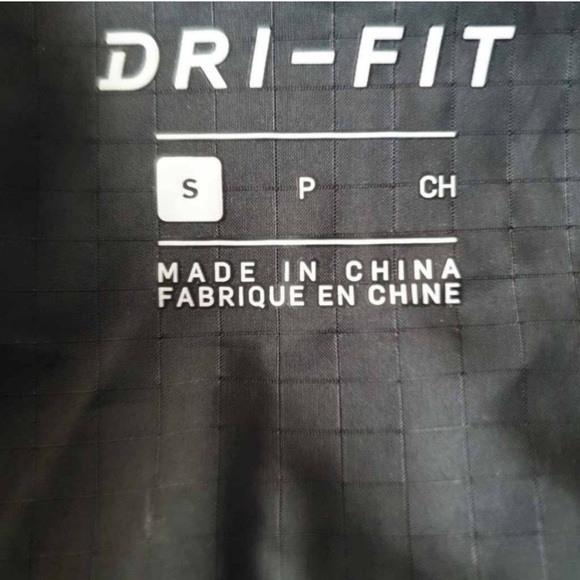 DRI-FIT
S P CH
MADE IN CHINA
FABRIQUE EN CHINE